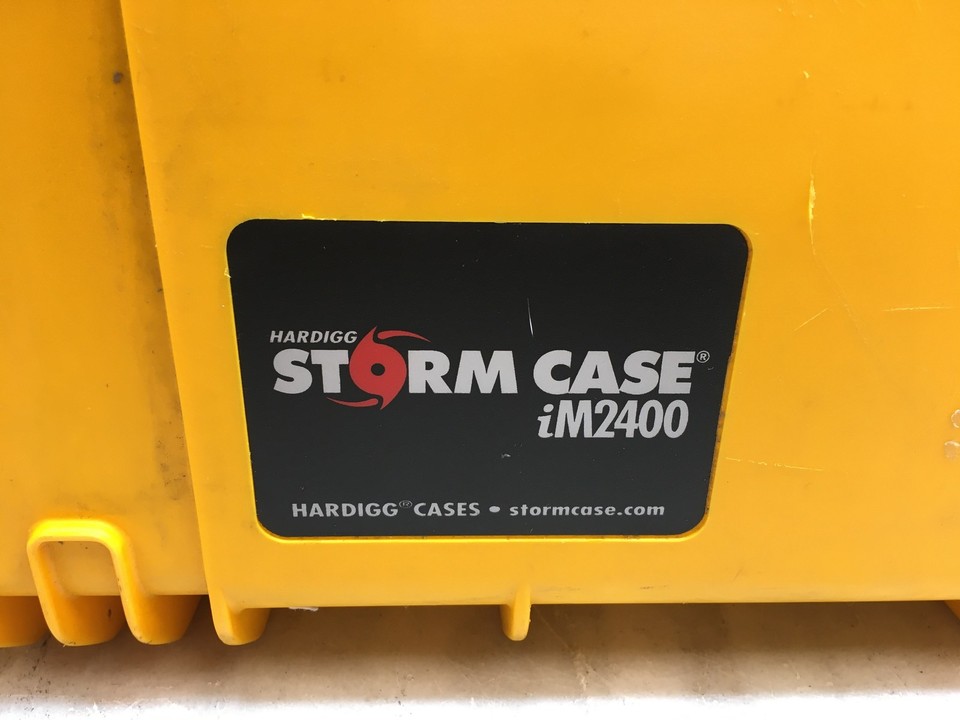 HARDIGG
STORM CASE®
iM2400
HARDIGG® CASES • stormcase.com